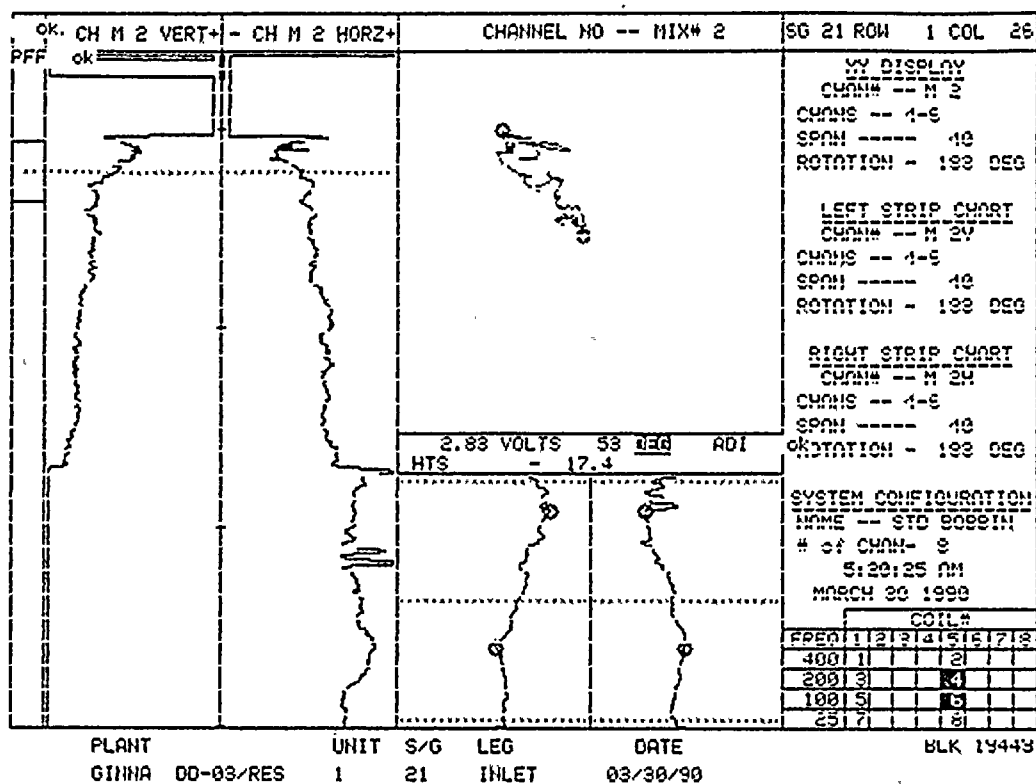 ok. CH M 2 VERT+ - CH M 2 HORZ+ CHANNEL NO -- MIX# 2 SG 21 ROW 1 COL 26
PFF ok
YY DISPLAY
CHAN# -- M 2
CHANS -- 4-6
SPAN ----- 40
ROTATION - 193 DEG
LEFT STRIP CHART
CHAN# -- M 2V
CHANS -- 4-6
SPAN ----- 40
ROTATION - 193 DEG
RIGHT STRIP CHART
CHAN# -- M 2H
CHANS -- 4-6
SPAN ----- 40
ROTATION - 193 DEG
2.83 VOLTS 53 DEG ADI ok
HTS - 17.4
SYSTEM CONFIGURATION
NAME -- STD BOBBIN
# of CHAN- 8
5:20:25 AM
MARCH 30 1990
COIL#
FREQ 1 2 3 4 5 6 7 8
400 1 2
200 3 4
100 5 6
25 7 8
PLANT UNIT S/G LEG DATE BLK 19443
GINNA DD-03/RES 1 21 INLET 03/30/90